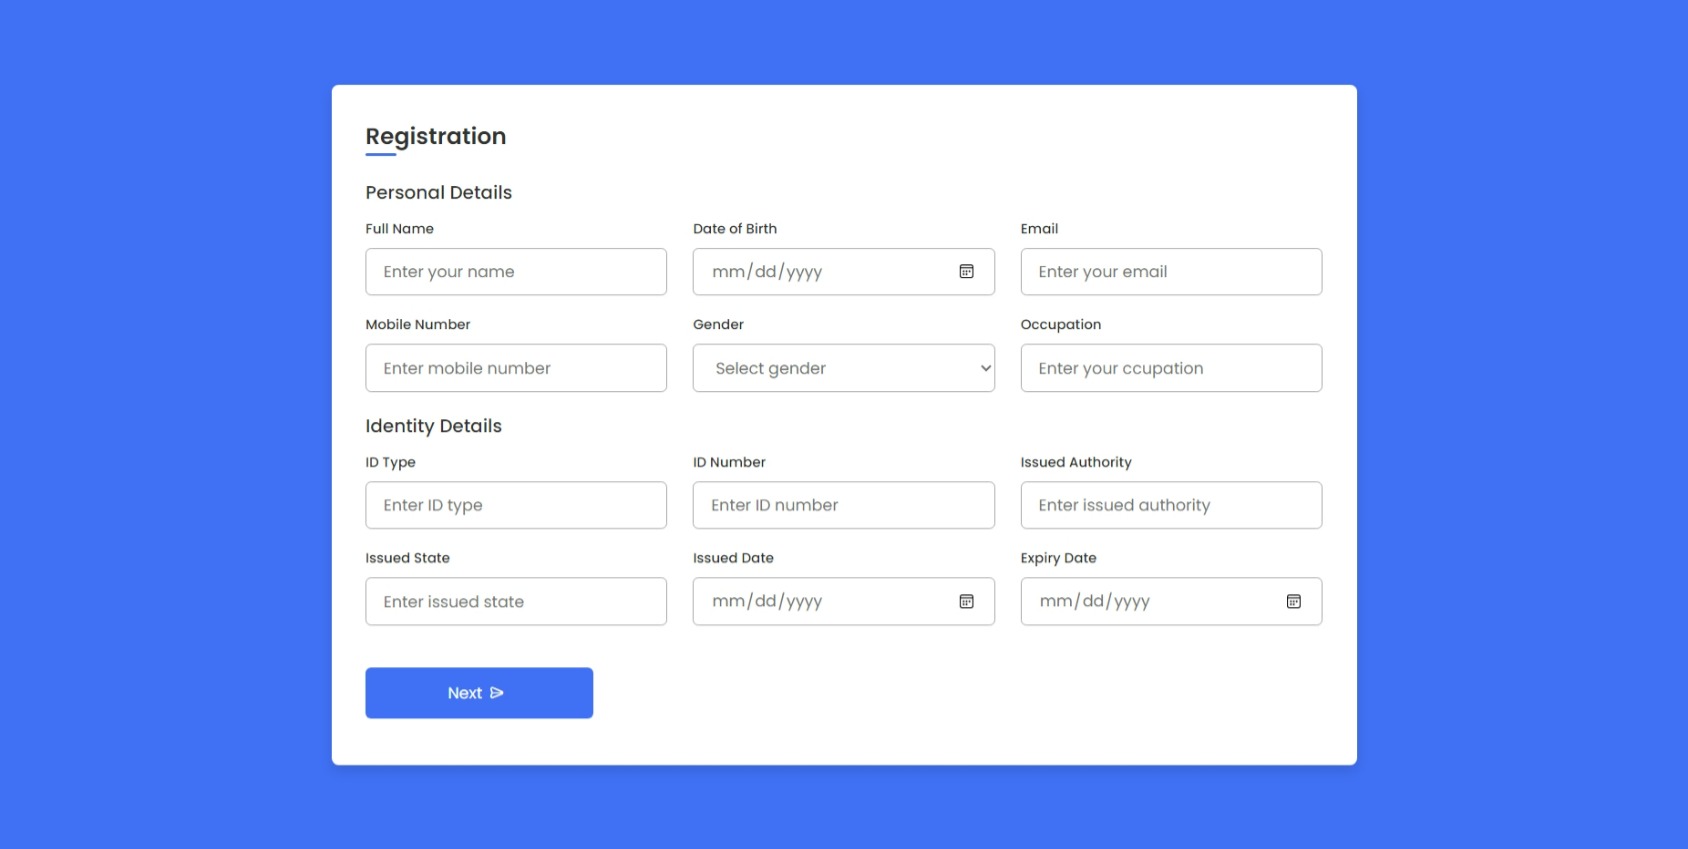 Registration
Personal Details
Full Name Date of Birth Email
Enter your name mm/dd/yyyy Enter your email
Mobile Number Gender Occupation
Enter mobile number Select gender Enter your ccupation
Identity Details
ID Type ID Number Issued Authority
Enter ID type Enter ID number Enter issued authority
Issued State Issued Date Expiry Date
Enter issued state mm/dd/yyyy mm/dd/yyyy
Next